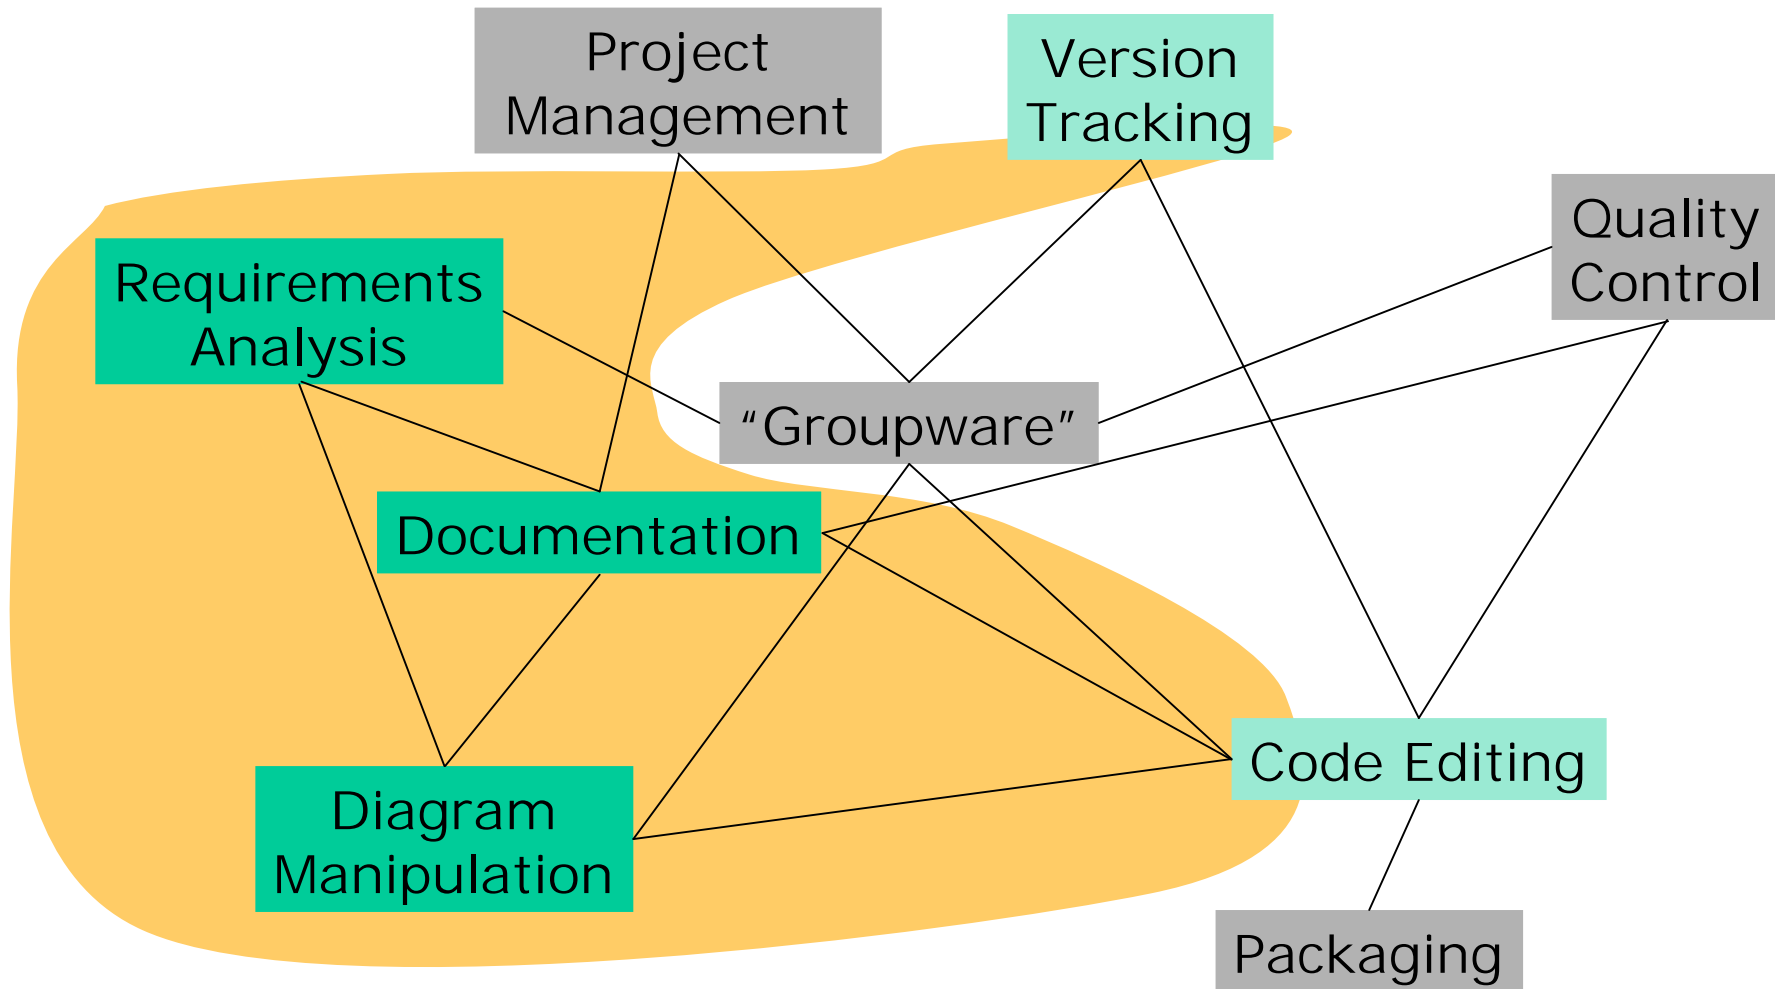 Project
Management
Version
Tracking
Quality
Control
Requirements
Analysis
“Groupware”
Documentation
Code Editing
Diagram
Manipulation
Packaging